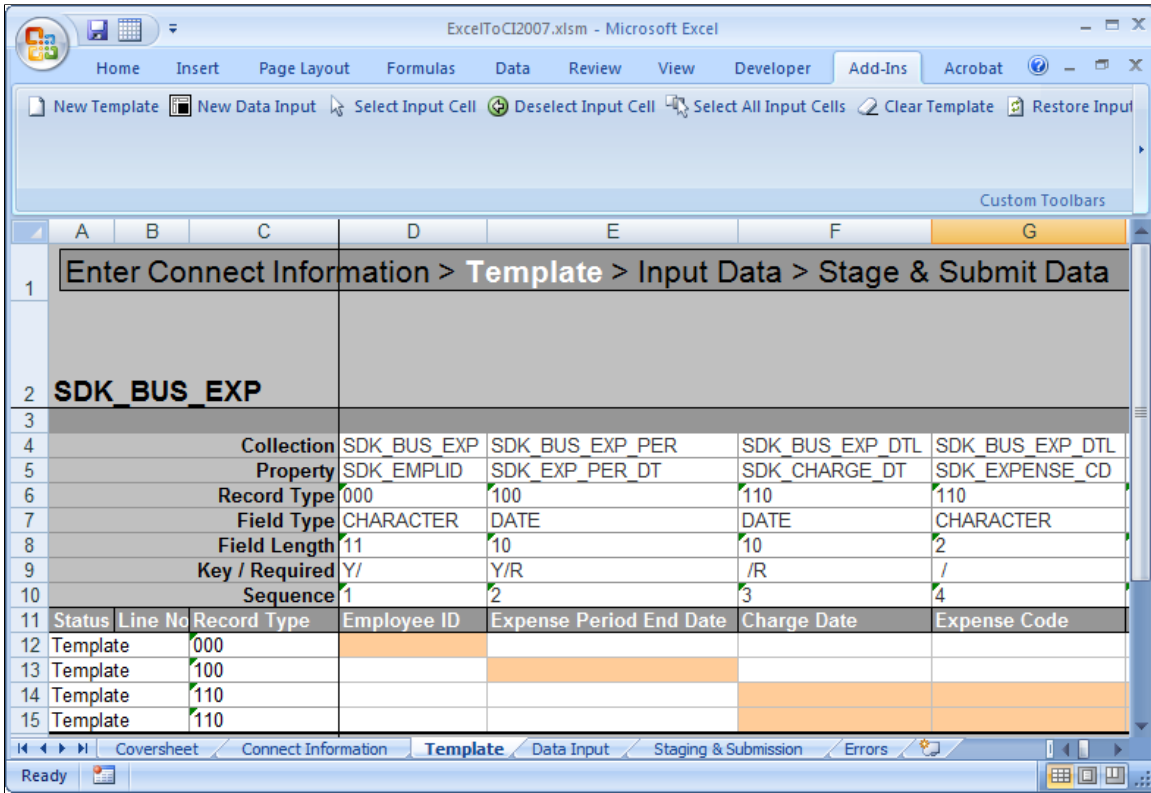 ExcelToCI2007.xlsm - Microsoft Excel
Home Insert Page Layout Formulas Data Review View Developer Add-Ins Acrobat
New Template New Data Input Select Input Cell Deselect Input Cell Select All Input Cells Clear Template Restore Input
Custom Toolbars
A B C D E F G
1 Enter Connect Information > Template > Input Data > Stage & Submit Data
2 SDK_BUS_EXP
3
4 Collection SDK_BUS_EXP SDK_BUS_EXP_PER SDK_BUS_EXP_DTL SDK_BUS_EXP_DTL
5 Property SDK_EMPLID SDK_EXP_PER_DT SDK_CHARGE_DT SDK_EXPENSE_CD
6 Record Type 000 100 110 110
7 Field Type CHARACTER DATE DATE CHARACTER
8 Field Length 11 10 10 2
9 Key / Required Y/ Y/R /R /
10 Sequence 1 2 3 4
11 Status Line No Record Type Employee ID Expense Period End Date Charge Date Expense Code
12 Template 000
13 Template 100
14 Template 110
15 Template 110
Coversheet Connect Information Template Data Input Staging & Submission Errors
Ready